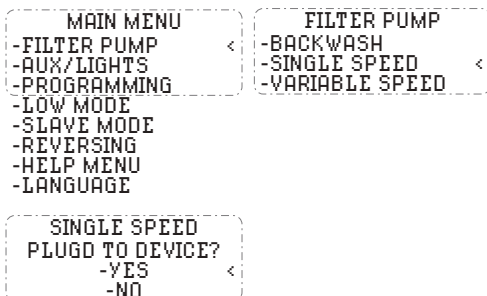 MAIN MENU
-FILTER PUMP <
-AUX/LIGHTS
-PROGRAMMING
-LOW MODE
-SLAVE MODE
-REVERSING
-HELP MENU
-LANGUAGE
FILTER PUMP
-BACKWASH
-SINGLE SPEED <
-VARIABLE SPEED
SINGLE SPEED
PLUGD TO DEVICE?
-YES <
-NO